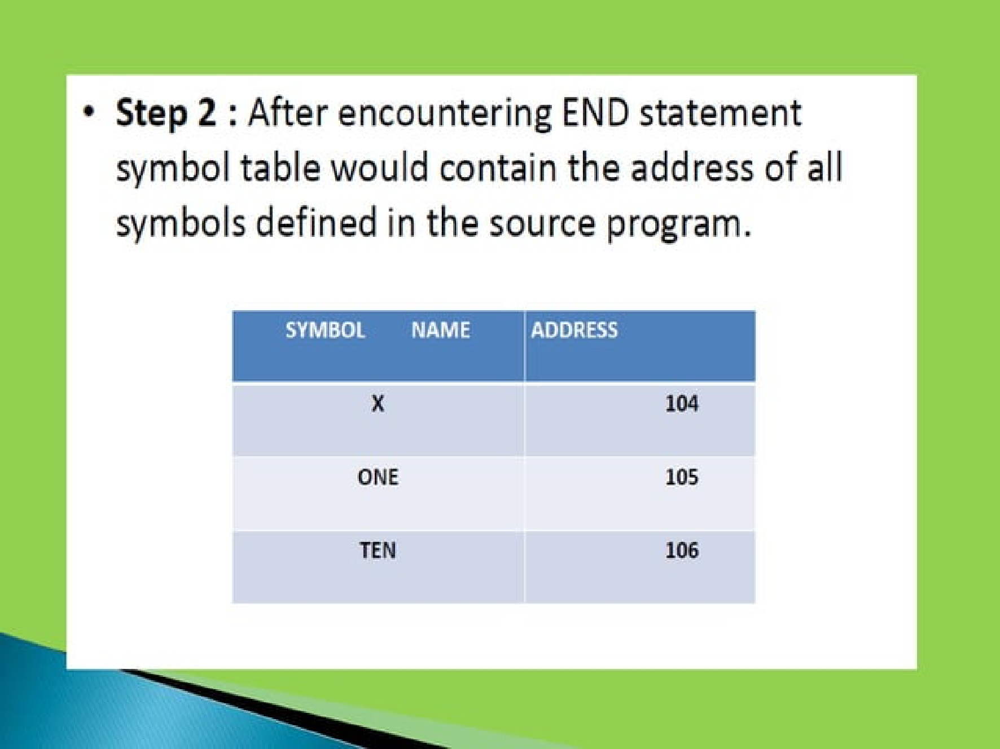 • Step 2 : After encountering END statement
symbol table would contain the address of all
symbols defined in the source program.
SYMBOL NAME ADDRESS
X 104
ONE 105
TEN 106